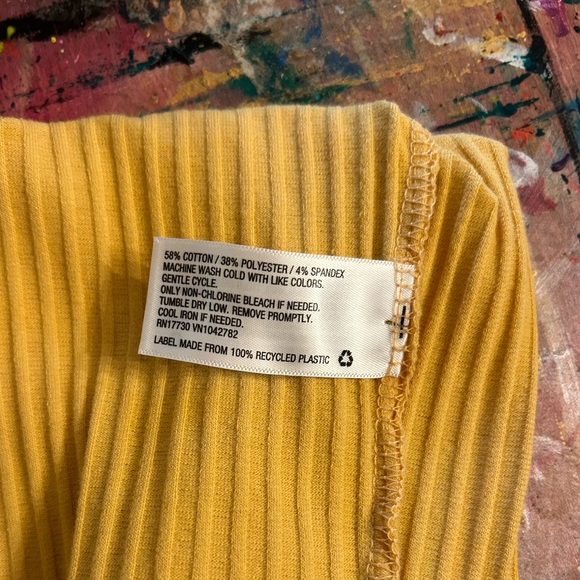 58% COTTON / 38% POLYESTER / 4% SPANDEX
MACHINE WASH COLD WITH LIKE COLORS.
GENTLE CYCLE.
ONLY NON-CHLORINE BLEACH IF NEEDED.
TUMBLE DRY LOW. REMOVE PROMPTLY.
COOL IRON IF NEEDED.
RN17730 VN1042782
LABEL MADE FROM 100% RECYCLED PLASTIC